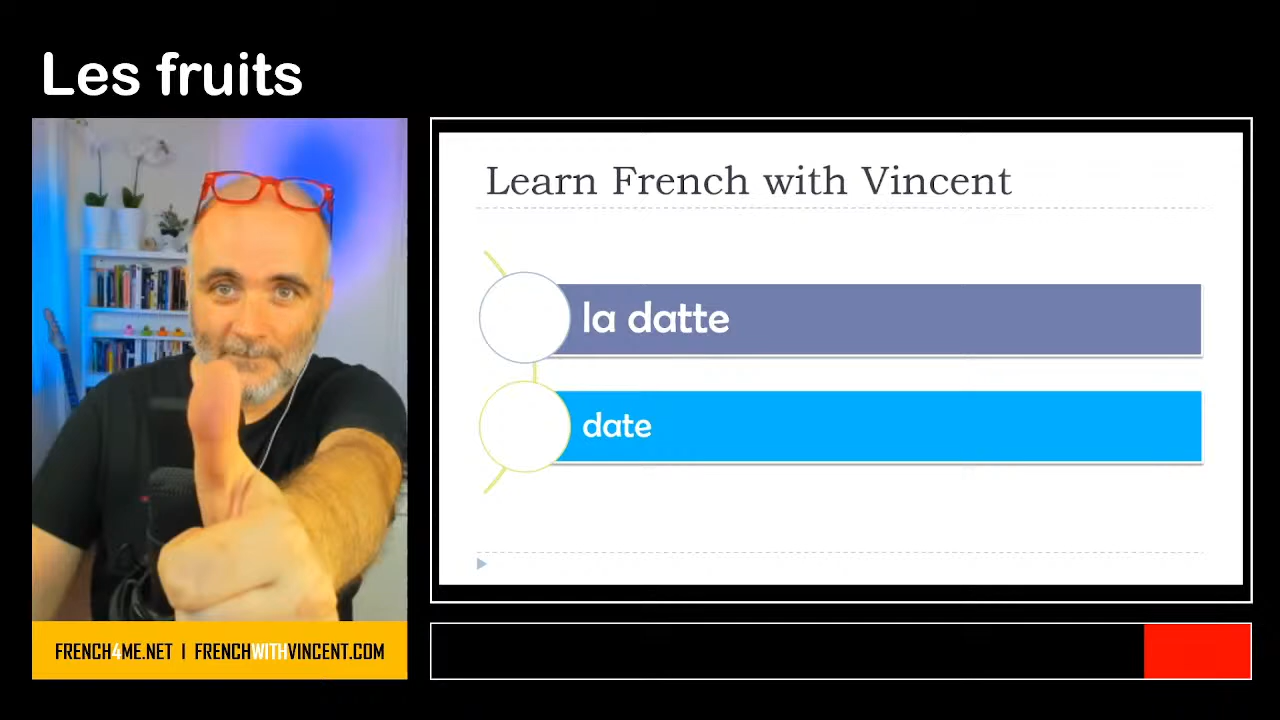 Les fruits
Learn French with Vincent
la datte
date
FRENCH4ME.NET | FRENCHWITHVINCENT.COM